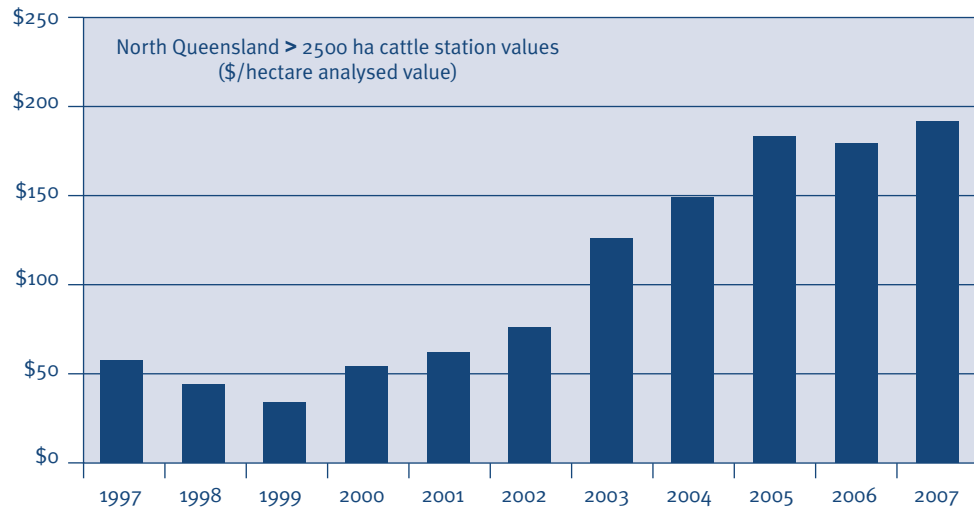 $250
North Queensland > 2500 ha cattle station values
($/hectare analysed value)
$200
$150
$100
$50
$0
1997 1998 1999 2000 2001 2002 2003 2004 2005 2006 2007